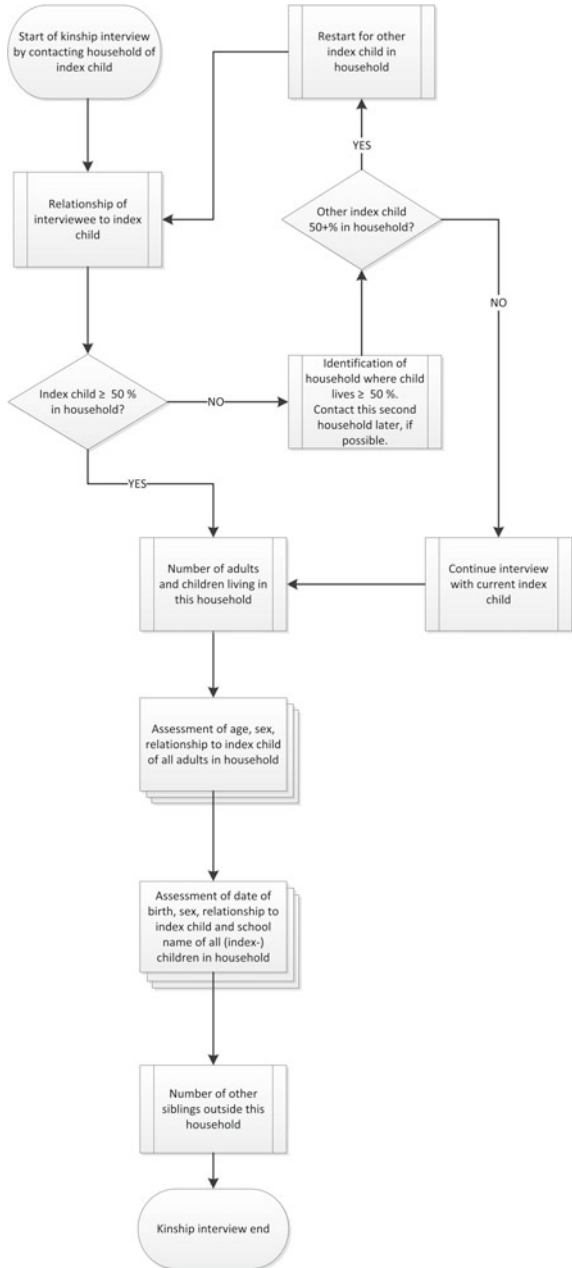 Start of kinship interview
by contacting household of
index child
Restart for other
index child in
household
YES
Relationship of
interviewee to index
child
Other index child
50+% in household?
NO
Index child ≥ 50 %
in household?
NO
Identification of
household where child
lives ≥ 50 %.
Contact this second
household later, if
possible.
YES
Number of adults
and children living in
this household
Continue interview
with current index
child
Assessment of age, sex,
relationship to index child
of all adults in household
Assessment of date of
birth, sex, relationship to
index child and school
name of all (index-)
children in household
Number of other
siblings outside this
household
Kinship interview end